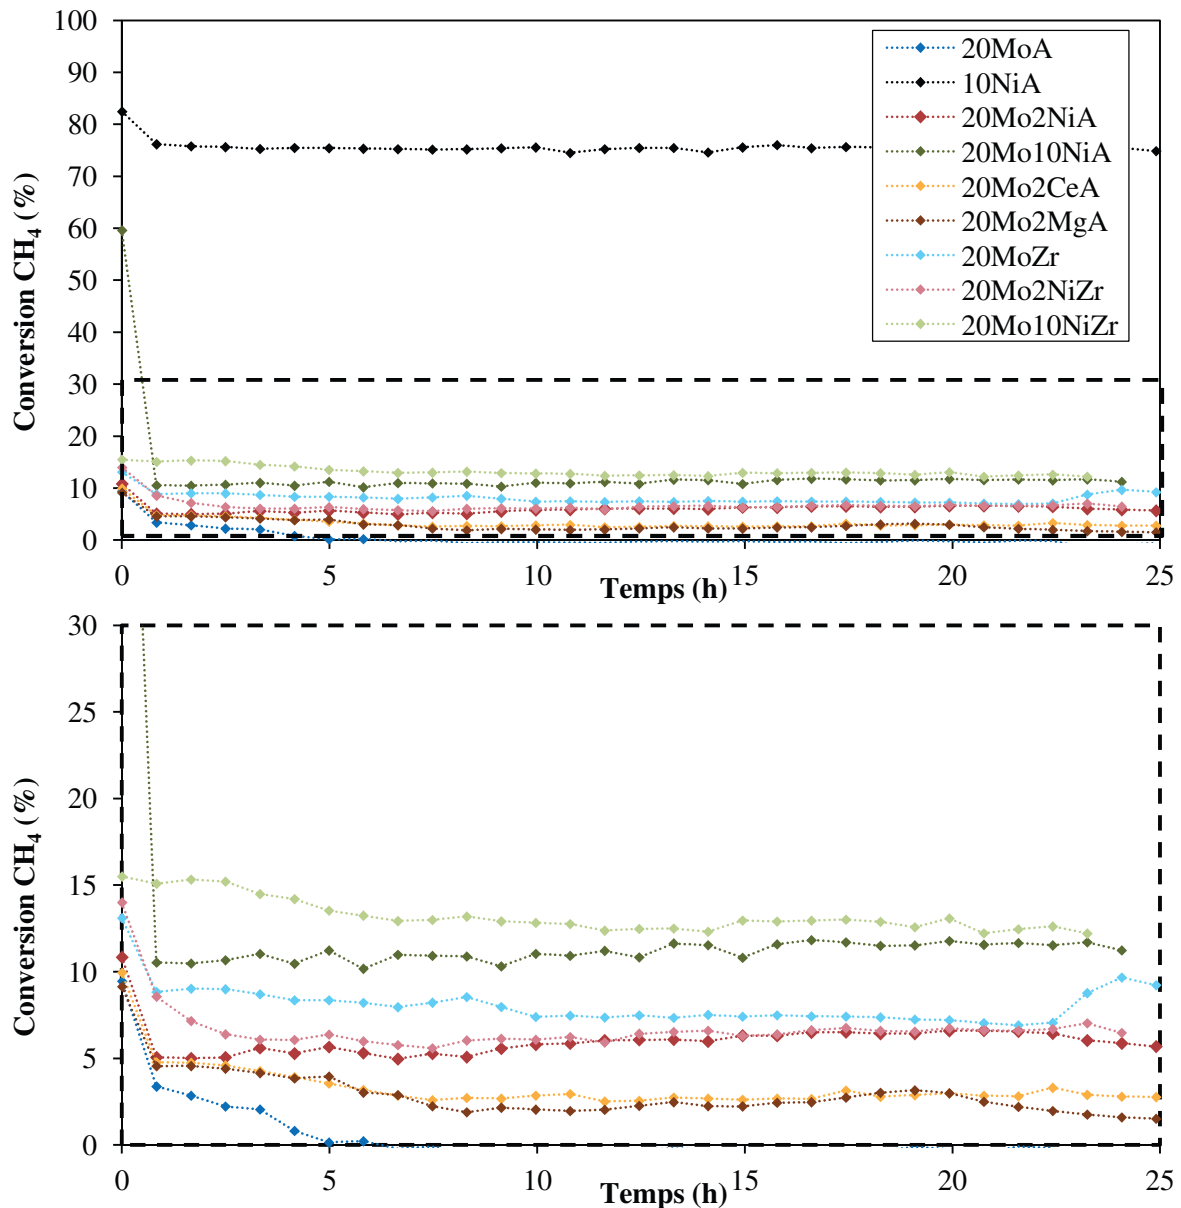 Conversion CH₄ (%)
100
90
80
70
60
50
40
30
20
10
0
20MoA
10NiA
20Mo2NiA
20Mo10NiA
20Mo2CeA
20Mo2MgA
20MoZr
20Mo2NiZr
20Mo10NiZr
0 5 10 15 20 25
Temps (h)
Conversion CH₄ (%)
30
25
20
15
10
5
0
0 5 10 15 20 25
Temps (h)